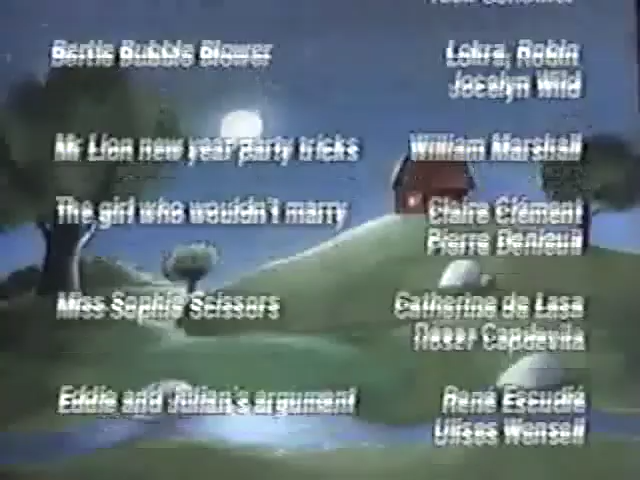 Bertie Bubble Blower Lokra, Robin
Jocelyn Wild
Mr Lion new year party tricks William Marshall
The girl who wouldn't marry Claire Clément
Pierre Denieuil
Miss Sophie Scissors Catherine de Lasa
Roser Capdevila
Eddie and Julian's argument René Escudié
Ulises Wensell